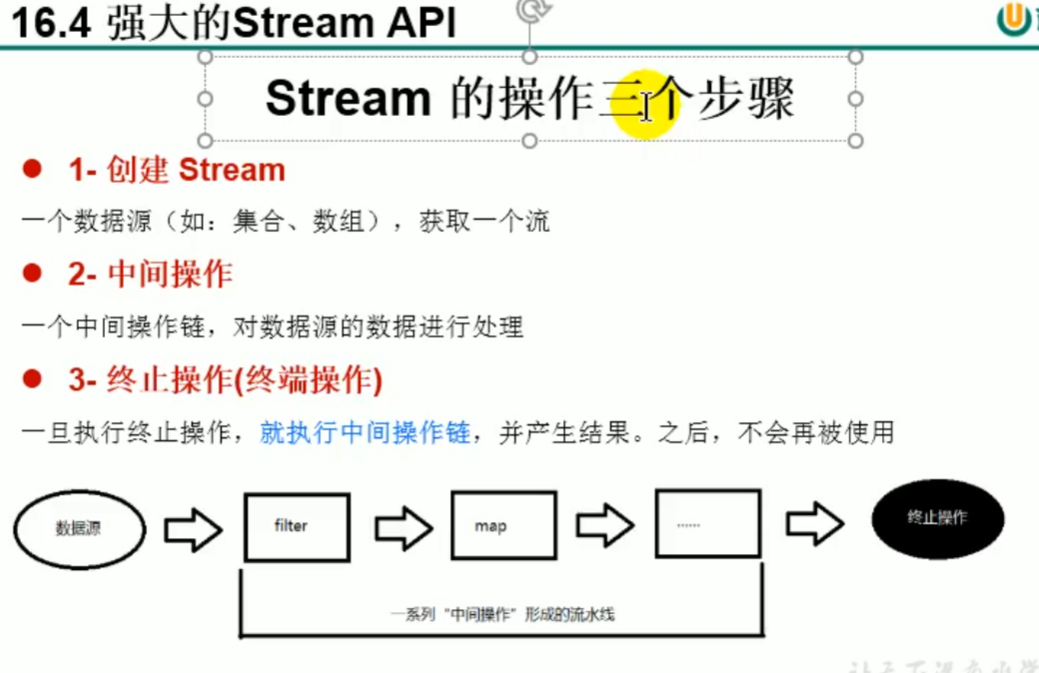 16.4 强大的Stream API
Stream 的操作三个步骤
1- 创建 Stream
一个数据源（如：集合、数组），获取一个流
2- 中间操作
一个中间操作链，对数据源的数据进行处理
3- 终止操作(终端操作)
一旦执行终止操作，就执行中间操作链，并产生结果。之后，不会再被使用
数据源
filter
map
......
终止操作
一系列“中间操作”形成的流水线